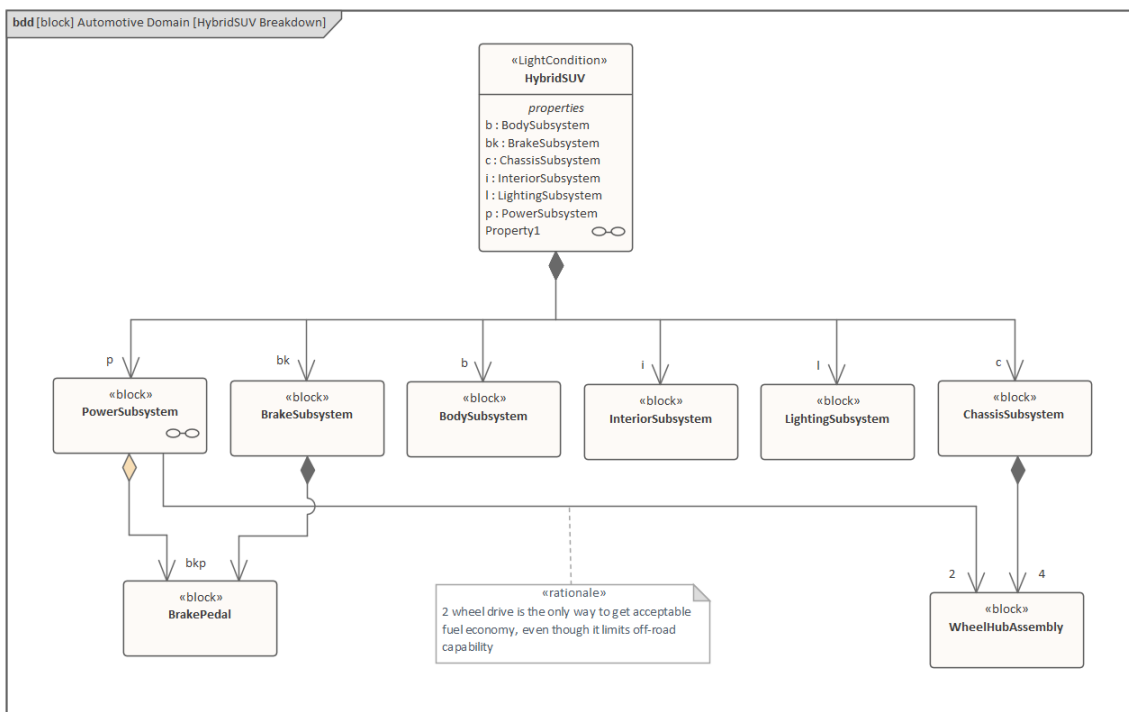 bdd [block] Automotive Domain [HybridSUV Breakdown]
«LightCondition»
HybridSUV
properties
b : BodySubsystem
bk : BrakeSubsystem
c : ChassisSubsystem
i : InteriorSubsystem
l : LightingSubsystem
p : PowerSubsystem
Property1
p
bk
b
i
l
c
«block»
PowerSubsystem
«block»
BrakeSubsystem
«block»
BodySubsystem
«block»
InteriorSubsystem
«block»
LightingSubsystem
«block»
ChassisSubsystem
bkp
2
4
«block»
BrakePedal
«rationale»
2 wheel drive is the only way to get acceptable
fuel economy, even though it limits off-road
capability
«block»
WheelHubAssembly